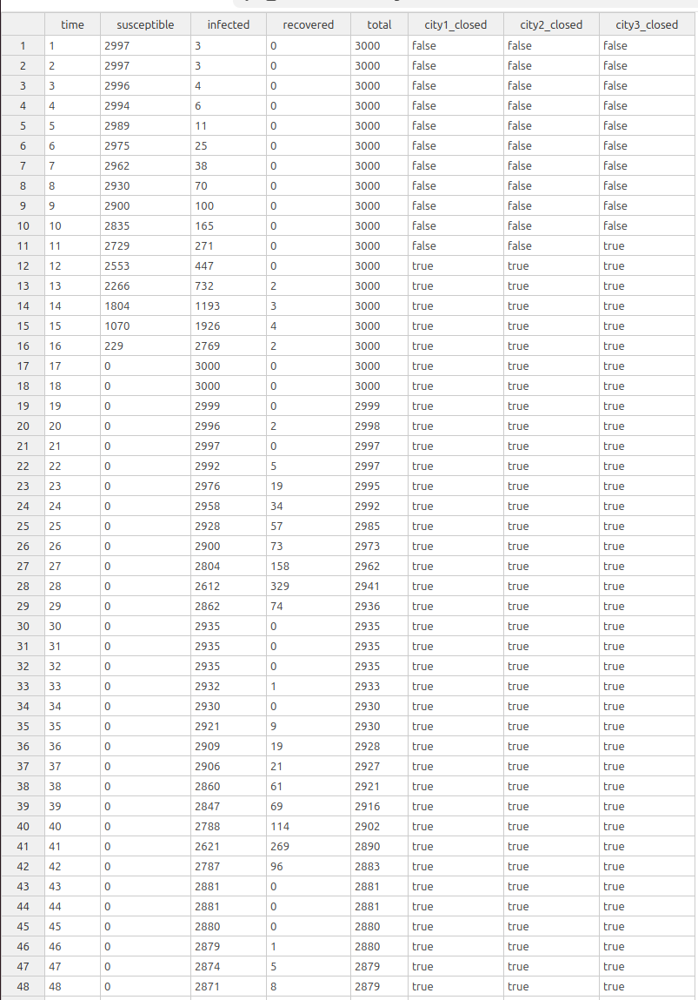 time susceptible infected recovered total city1_closed city2_closed city3_closed
1 1 2997 3 0 3000 false false false
2 2 2997 3 0 3000 false false false
3 3 2996 4 0 3000 false false false
4 4 2994 6 0 3000 false false false
5 5 2989 11 0 3000 false false false
6 6 2975 25 0 3000 false false false
7 7 2962 38 0 3000 false false false
8 8 2930 70 0 3000 false false false
9 9 2900 100 0 3000 false false false
10 10 2835 165 0 3000 false false false
11 11 2729 271 0 3000 false false true
12 12 2553 447 0 3000 true true true
13 13 2266 732 2 3000 true true true
14 14 1804 1193 3 3000 true true true
15 15 1070 1926 4 3000 true true true
16 16 229 2769 2 3000 true true true
17 17 0 3000 0 3000 true true true
18 18 0 3000 0 3000 true true true
19 19 0 2999 0 2999 true true true
20 20 0 2996 2 2998 true true true
21 21 0 2997 0 2997 true true true
22 22 0 2992 5 2997 true true true
23 23 0 2976 19 2995 true true true
24 24 0 2958 34 2992 true true true
25 25 0 2928 57 2985 true true true
26 26 0 2900 73 2973 true true true
27 27 0 2804 158 2962 true true true
28 28 0 2612 329 2941 true true true
29 29 0 2862 74 2936 true true true
30 30 0 2935 0 2935 true true true
31 31 0 2935 0 2935 true true true
32 32 0 2935 0 2935 true true true
33 33 0 2932 1 2933 true true true
34 34 0 2930 0 2930 true true true
35 35 0 2921 9 2930 true true true
36 36 0 2909 19 2928 true true true
37 37 0 2906 21 2927 true true true
38 38 0 2860 61 2921 true true true
39 39 0 2847 69 2916 true true true
40 40 0 2788 114 2902 true true true
41 41 0 2621 269 2890 true true true
42 42 0 2787 96 2883 true true true
43 43 0 2881 0 2881 true true true
44 44 0 2881 0 2881 true true true
45 45 0 2880 0 2880 true true true
46 46 0 2879 1 2880 true true true
47 47 0 2874 5 2879 true true true
48 48 0 2871 8 2879 true true true